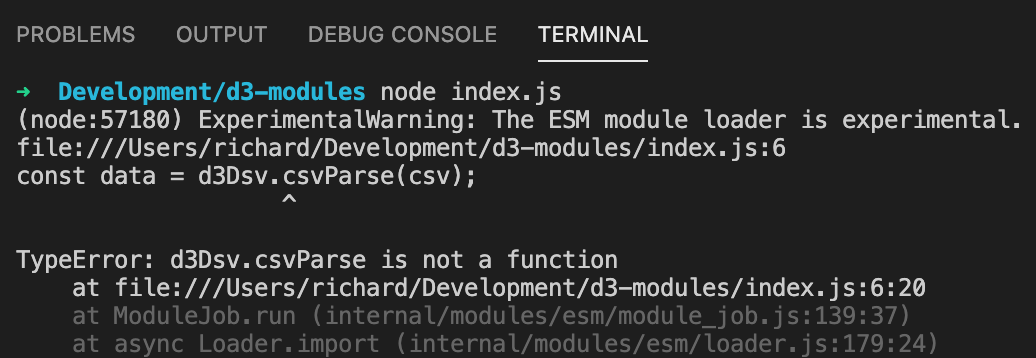 PROBLEMS OUTPUT DEBUG CONSOLE TERMINAL
➜ Development/d3-modules node index.js
(node:57180) ExperimentalWarning: The ESM module loader is experimental.
file:///Users/richard/Development/d3-modules/index.js:6
const data = d3Dsv.csvParse(csv);
^
TypeError: d3Dsv.csvParse is not a function
at file:///Users/richard/Development/d3-modules/index.js:6:20
at ModuleJob.run (internal/modules/esm/module_job.js:139:37)
at async Loader.import (internal/modules/esm/loader.js:179:24)